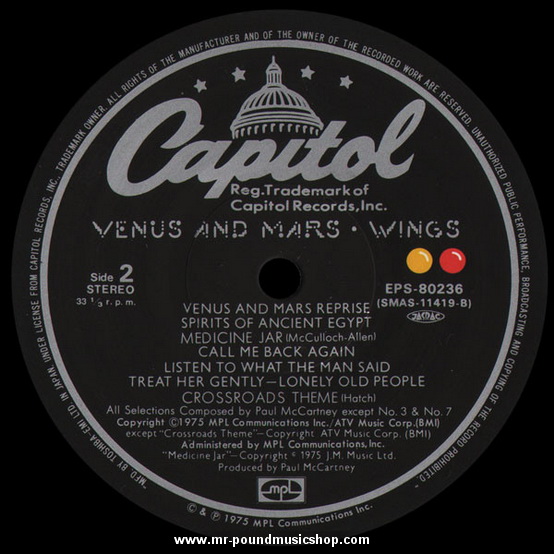 "MFD BY TOSHIBA-EMI LTD. IN JAPAN UNDER LICENSE FROM CAPITOL RECORDS, INC., TRADEMARK OWNER. ALL RIGHTS OF THE MANUFACTURER AND OF THE OWNER OF THE RECORDED WORK ARE RESERVED. UNAUTHORIZED PUBLIC PERFORMANCE, BROADCASTING AND COPYING OF THIS RECORD PROHIBITED."
Capitol
Reg.Trademark of
Capitol Records, Inc.
VENUS AND MARS · WINGS
Side 2
STEREO
33 1/3 r. p. m.
EPS-80236
(SMAS-11419-B)
JASRAC
VENUS AND MARS REPRISE
SPIRITS OF ANCIENT EGYPT
MEDICINE JAR (McCulloch-Allen)
CALL ME BACK AGAIN
LISTEN TO WHAT THE MAN SAID
TREAT HER GENTLY—LONELY OLD PEOPLE
CROSSROADS THEME (Hatch)
All Selections Composed by Paul McCartney except No. 3 & No. 7
Copyright ©1975 MPL Communications Inc./ATV Music Corp.(BMI)
except "Crossroads Theme"—Copyright ATV Music Corp. (BMI)
Administered by MPL Communications, Inc.
"Medicine Jar"—Copyright © 1975 J.M. Music Ltd.
Produced by Paul McCartney
mpl
© & ℗ 1975 MPL Communications Inc.
www.mr-poundmusicshop.com